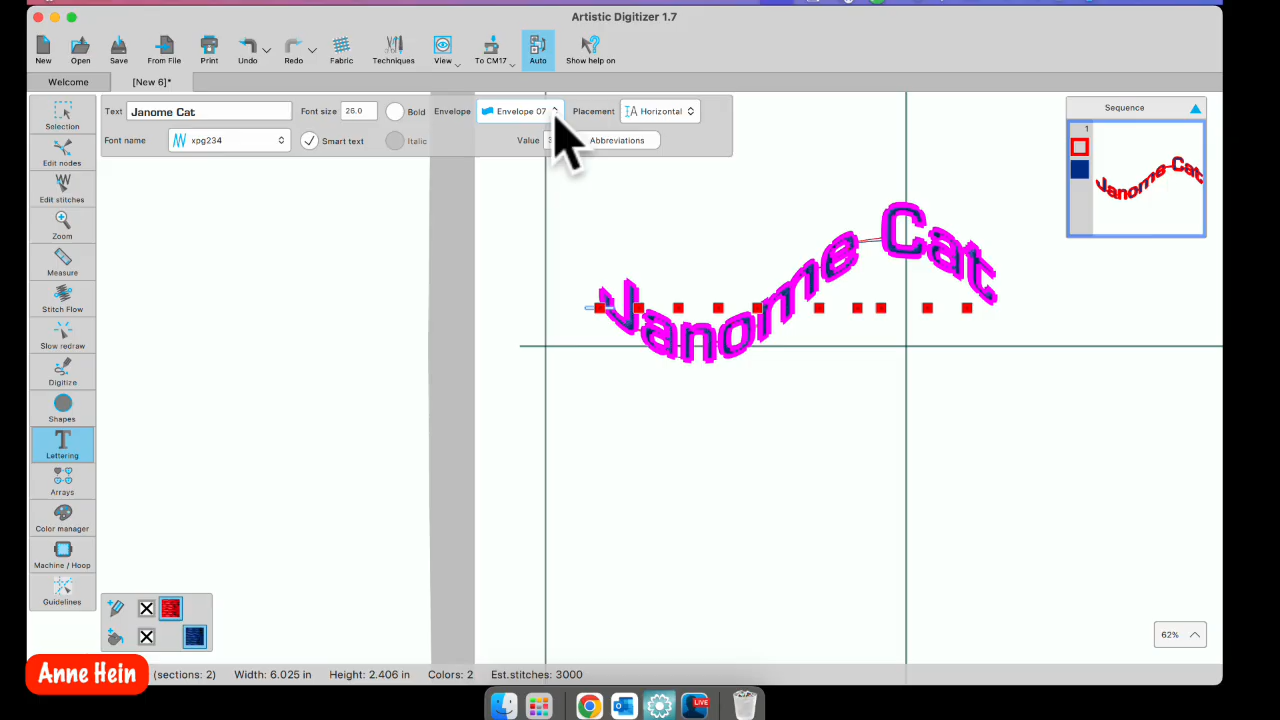 Artistic Digitizer 1.7
New Open Save From File Print Undo Redo Fabric Techniques View To CM17 Auto Show help on
Welcome [New 6]*
Text Janome Cat Font size 26.0 Bold Envelope Envelope 07 Placement Horizontal
Font name xpg234 Smart text Italic Value Abbreviations
Sequence
1
Janome Cat
Selection
Edit nodes
Edit stitches
Zoom
Measure
Stitch Flow
Slow redraw
Digitize
Shapes
Lettering
Arrays
Color manager
Machine / Hoop
Guidelines
Janome Cat
62%
Anne Hein
(sections: 2) Width: 6.025 in Height: 2.406 in Colors: 2 Est.stitches: 3000
LIVE